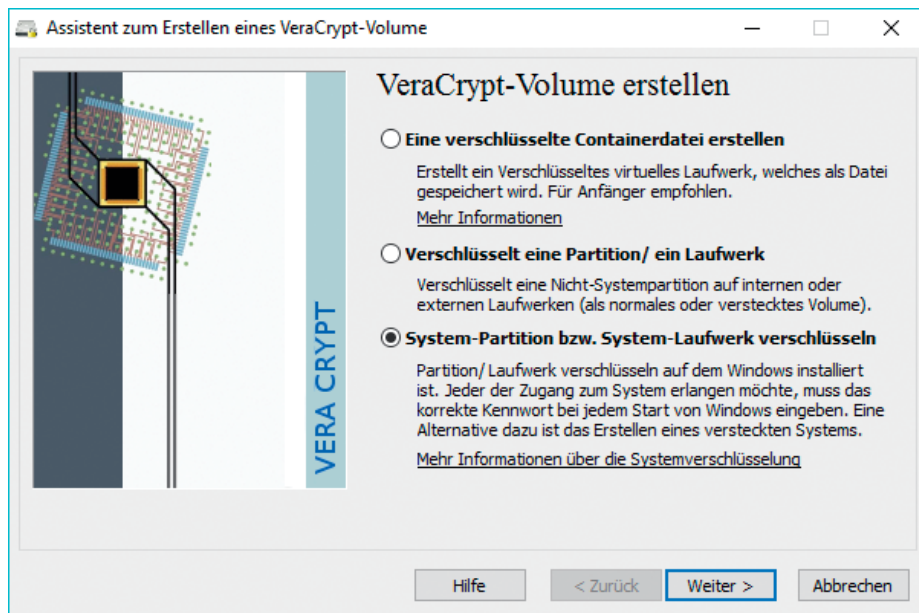 Assistent zum Erstellen eines VeraCrypt-Volume
VeraCrypt-Volume erstellen
Eine verschlüsselte Containerdatei erstellen
Erstellt ein Verschlüsseltes virtuelles Laufwerk, welches als Datei
gespeichert wird. Für Anfänger empfohlen.
Mehr Informationen
Verschlüsselt eine Partition/ ein Laufwerk
Verschlüsselt eine Nicht-Systempartition auf internen oder
externen Laufwerken (als normales oder verstecktes Volume).
System-Partition bzw. System-Laufwerk verschlüsseln
Partition/ Laufwerk verschlüsseln auf dem Windows installiert
ist. Jeder der Zugang zum System erlangen möchte, muss das
korrekte Kennwort bei jedem Start von Windows eingeben. Eine
Alternative dazu ist das Erstellen eines versteckten Systems.
Mehr Informationen über die Systemverschlüsselung
VERA CRYPT
Hilfe
< Zurück
Weiter >
Abbrechen